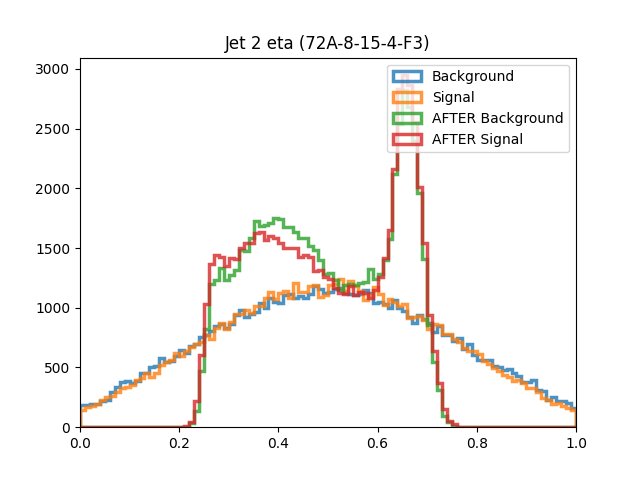 Jet 2 eta (72A-8-15-4-F3)
Background
Signal
AFTER Background
AFTER Signal
3000
2500
2000
1500
1000
500
0
0.0 0.2 0.4 0.6 0.8 1.0